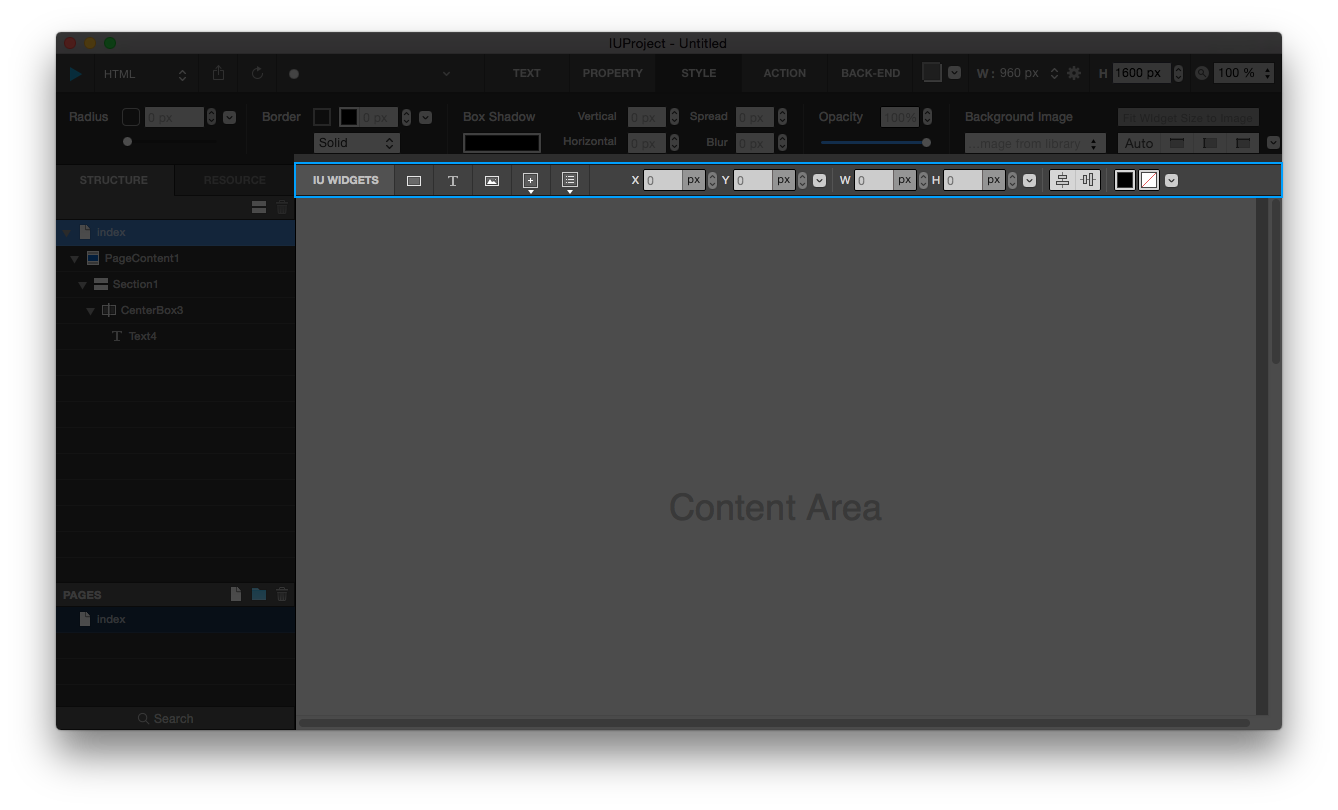 IUProject - Untitled
HTML TEXT PROPERTY STYLE ACTION BACK-END W : 960 px H 1600 px 100 %
Radius 0 px Border 0 px Box Shadow Vertical 0 px Spread 0 px Opacity 100% Background Image Fit Widget Size to Image
Solid Horizontal 0 px Blur 0 px ...mage from library Auto
STRUCTURE RESOURCE IU WIDGETS T X 0 px Y 0 px W 0 px H 0 px
Index
PageContent1
Section1
CenterBox3
T Text4
Content Area
PAGES
Index
Search